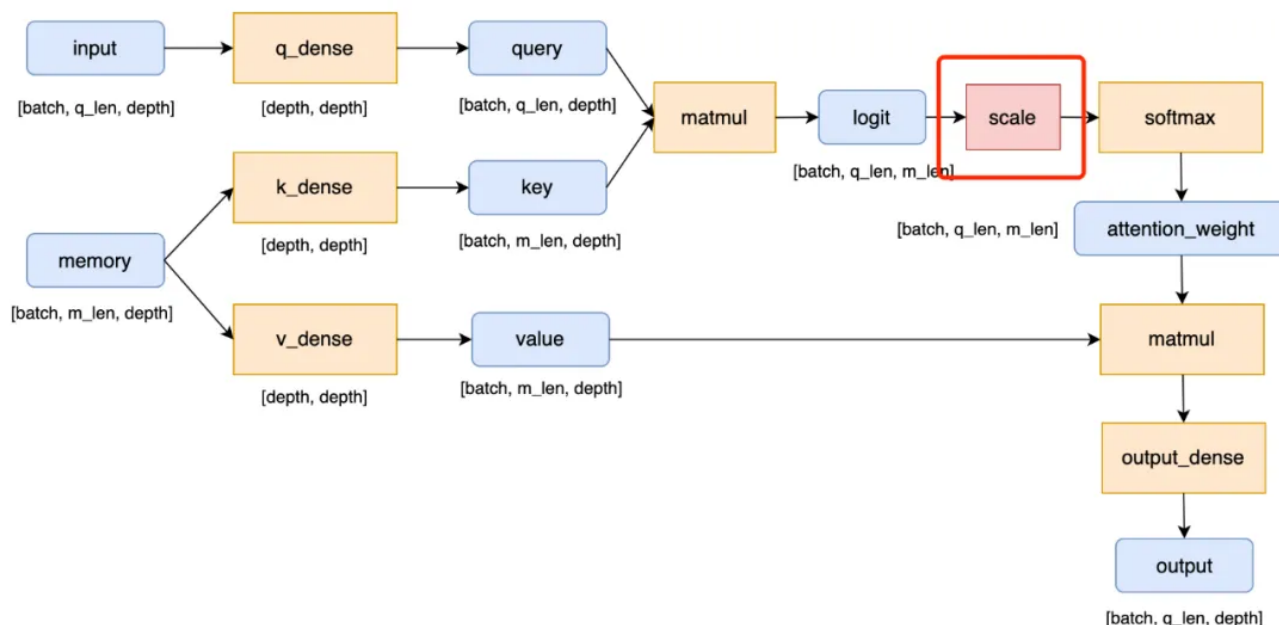 input
q_dense
query
[batch, q_len, depth]
[depth, depth]
[batch, q_len, depth]
matmul
logit
scale
softmax
[batch, q_len, m_len]
k_dense
key
[depth, depth]
[batch, m_len, depth]
[batch, q_len, m_len]
attention_weight
memory
[batch, m_len, depth]
v_dense
value
matmul
[depth, depth]
[batch, m_len, depth]
output_dense
output
[batch, q_len, depth]